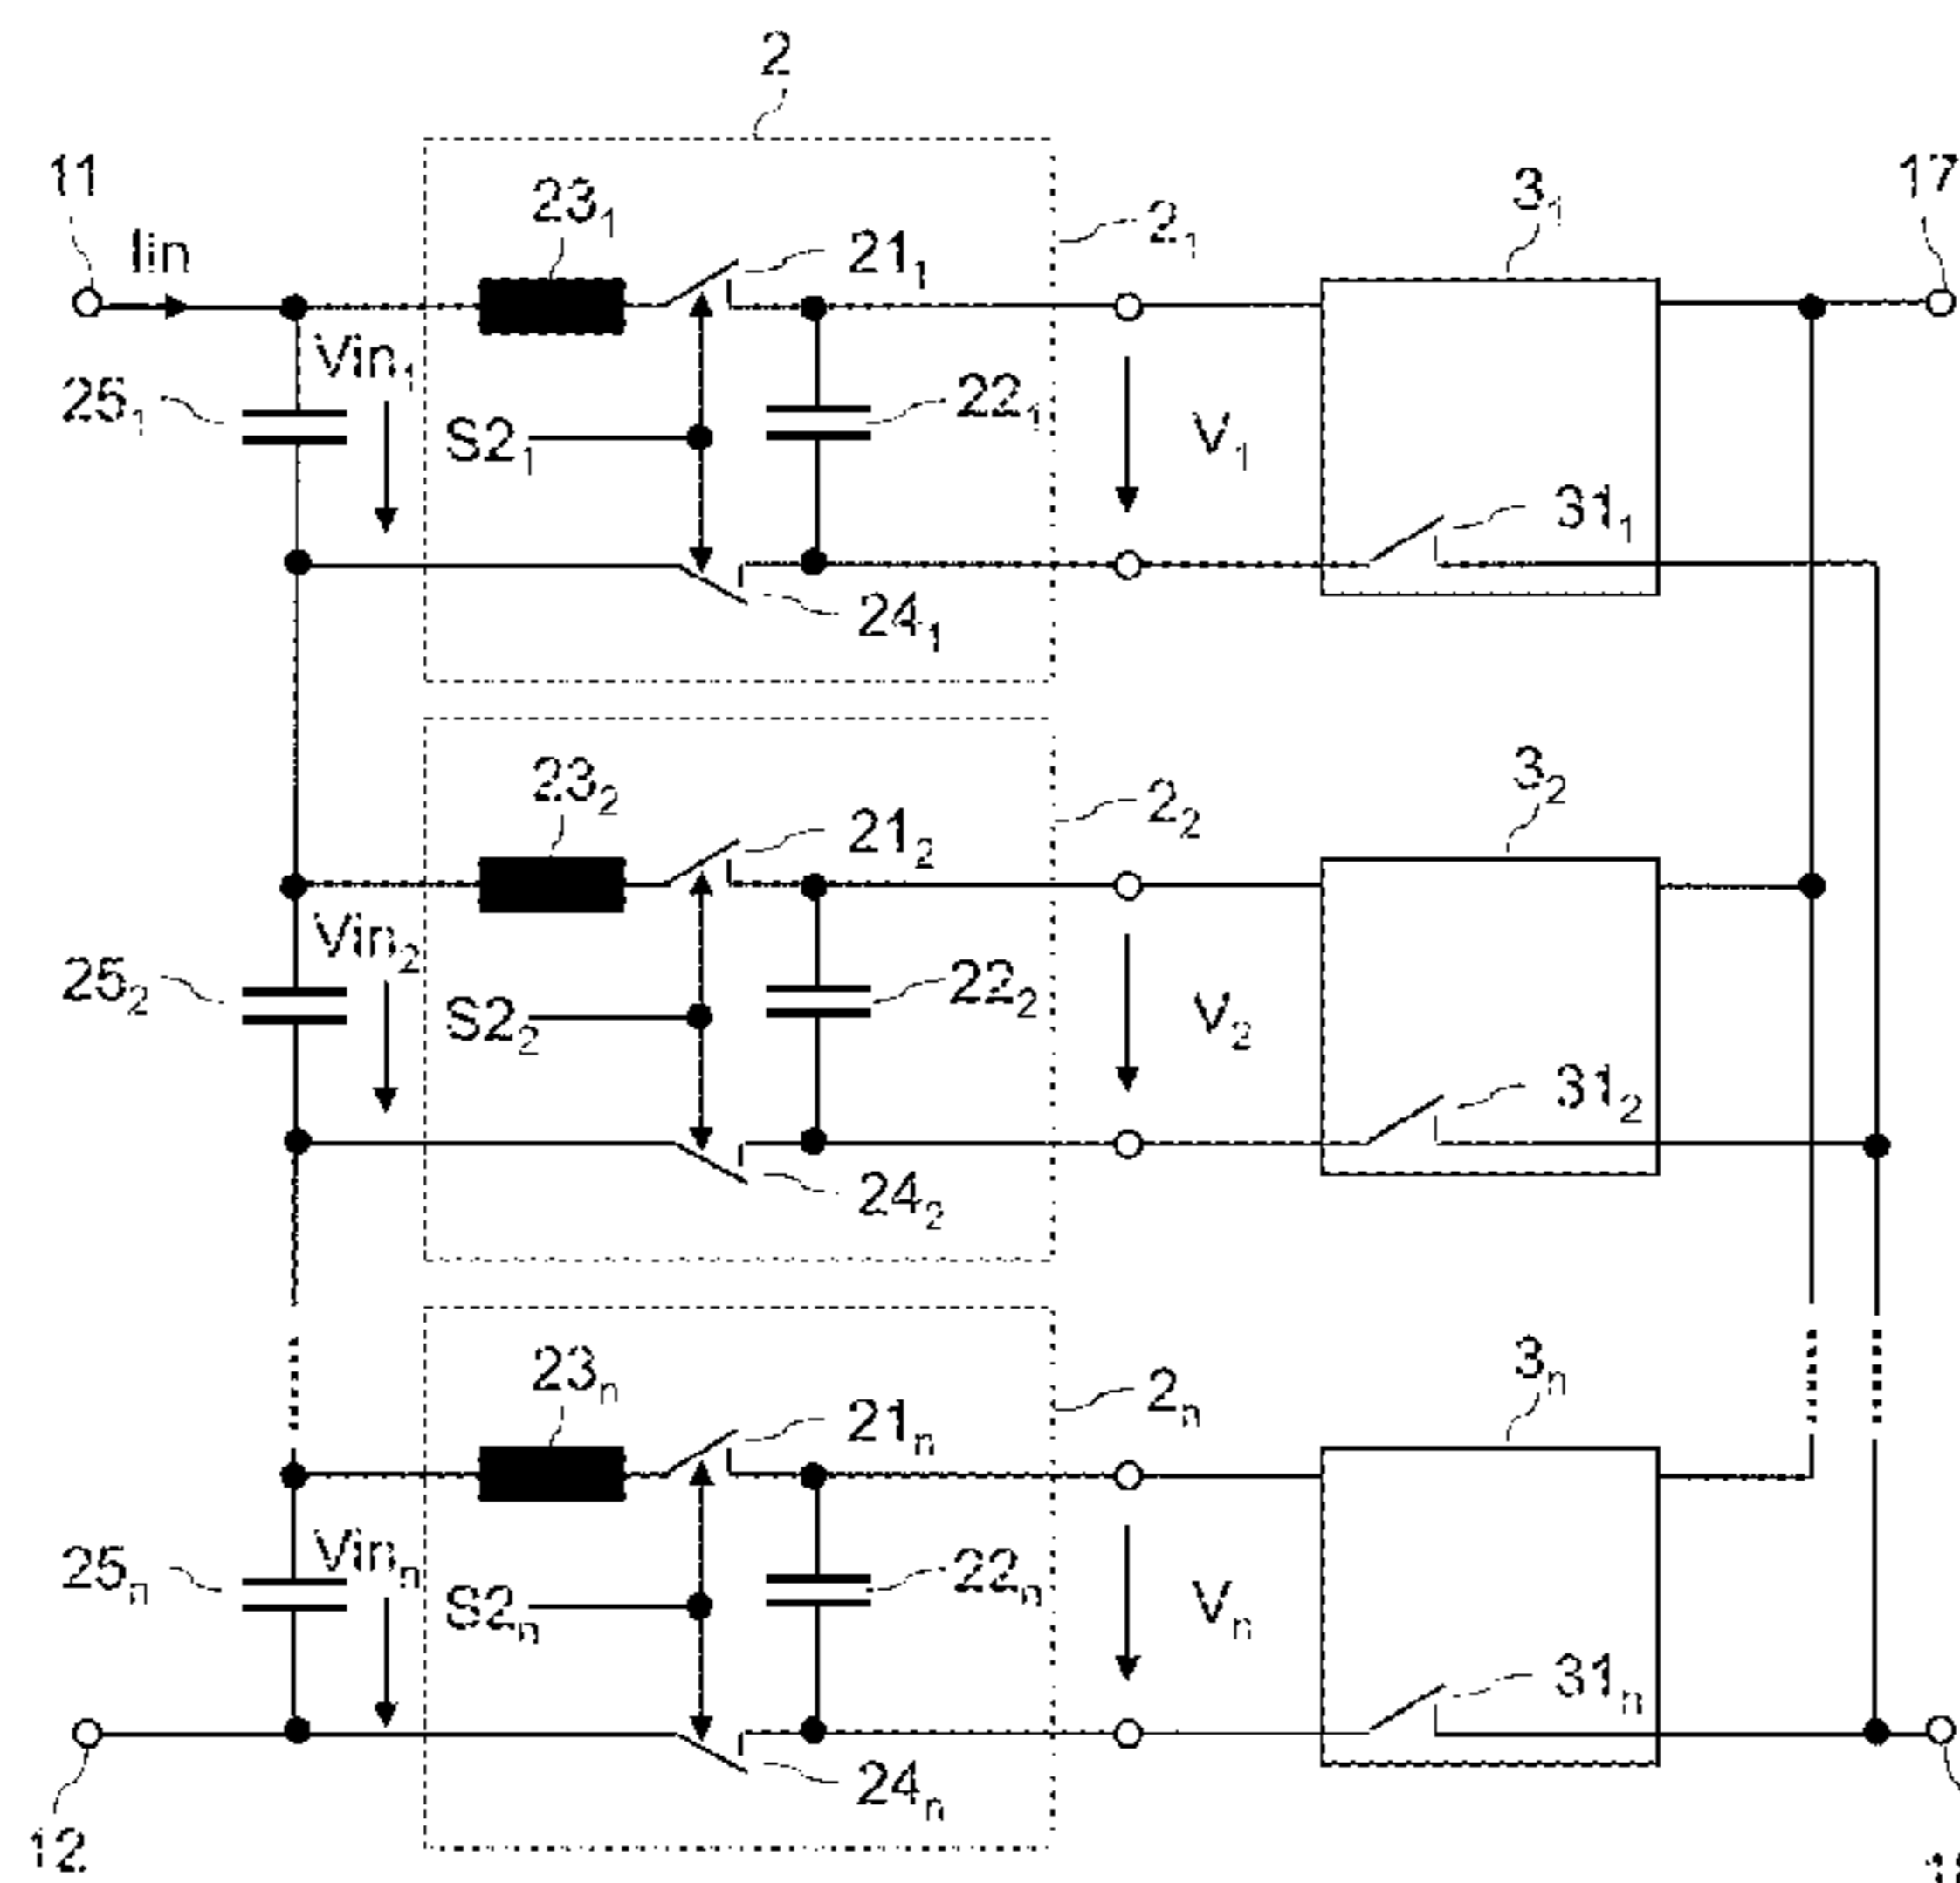 2
11
Iin
23₁
21₁
2₁
3₁
17
Vin₁
25₁
S2₁
22₁
V₁
31₁
24₁
23₂
21₂
2₂
3₂
Vin₂
25₂
S2₂
22₂
V₂
31₂
24₂
23ₙ
21ₙ
2ₙ
3ₙ
Vinₙ
25ₙ
S2ₙ
22ₙ
Vₙ
31ₙ
24ₙ
12